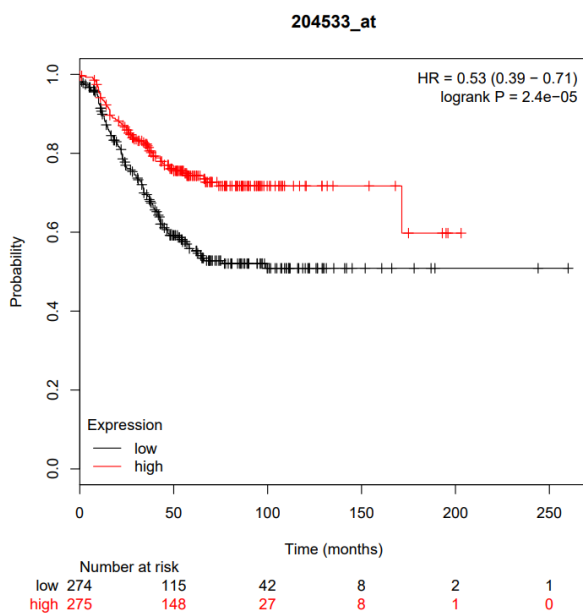 204533_at
HR = 0.53 (0.39 − 0.71)
logrank P = 2.4e−05
Probability
1.0
0.8
0.6
0.4
0.2
0.0
Expression
low
high
0 50 100 150 200 250
Time (months)
Number at risk
low 274 115 42 8 2 1
high 275 148 27 8 1 0